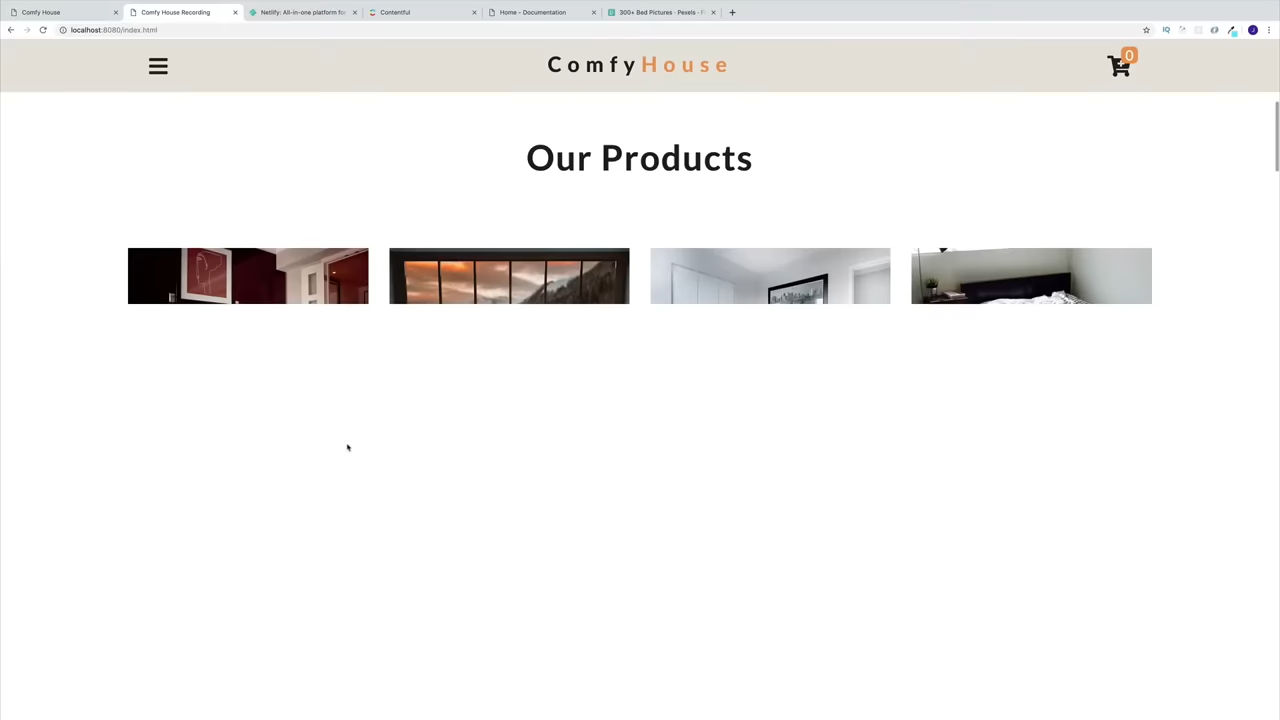 Comfy House
Comfy House Recording
Netlify: All-in-one platform for
Contentful
Home - Documentation
300+ Bed Pictures · Pexels
localhost:8080/index.html
ComfyHouse
0
Our Products